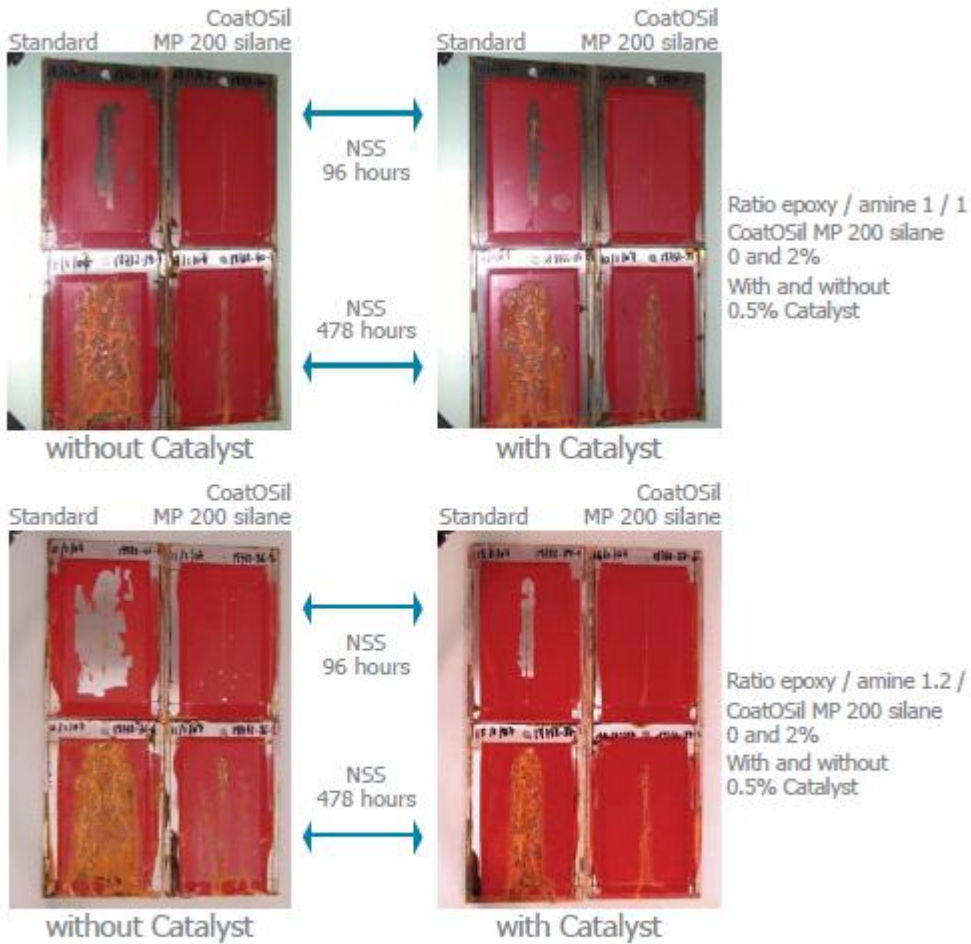 Standard
CoatOSil
MP 200 silane
NSS
96 hours
NSS
478 hours
without Catalyst
Standard
CoatOSil
MP 200 silane
with Catalyst
Ratio epoxy / amine 1 / 1
CoatOSil MP 200 silane
0 and 2%
With and without
0.5% Catalyst
Standard
CoatOSil
MP 200 silane
NSS
96 hours
NSS
478 hours
without Catalyst
Standard
CoatOSil
MP 200 silane
with Catalyst
Ratio epoxy / amine 1.2 /
CoatOSil MP 200 silane
0 and 2%
With and without
0.5% Catalyst